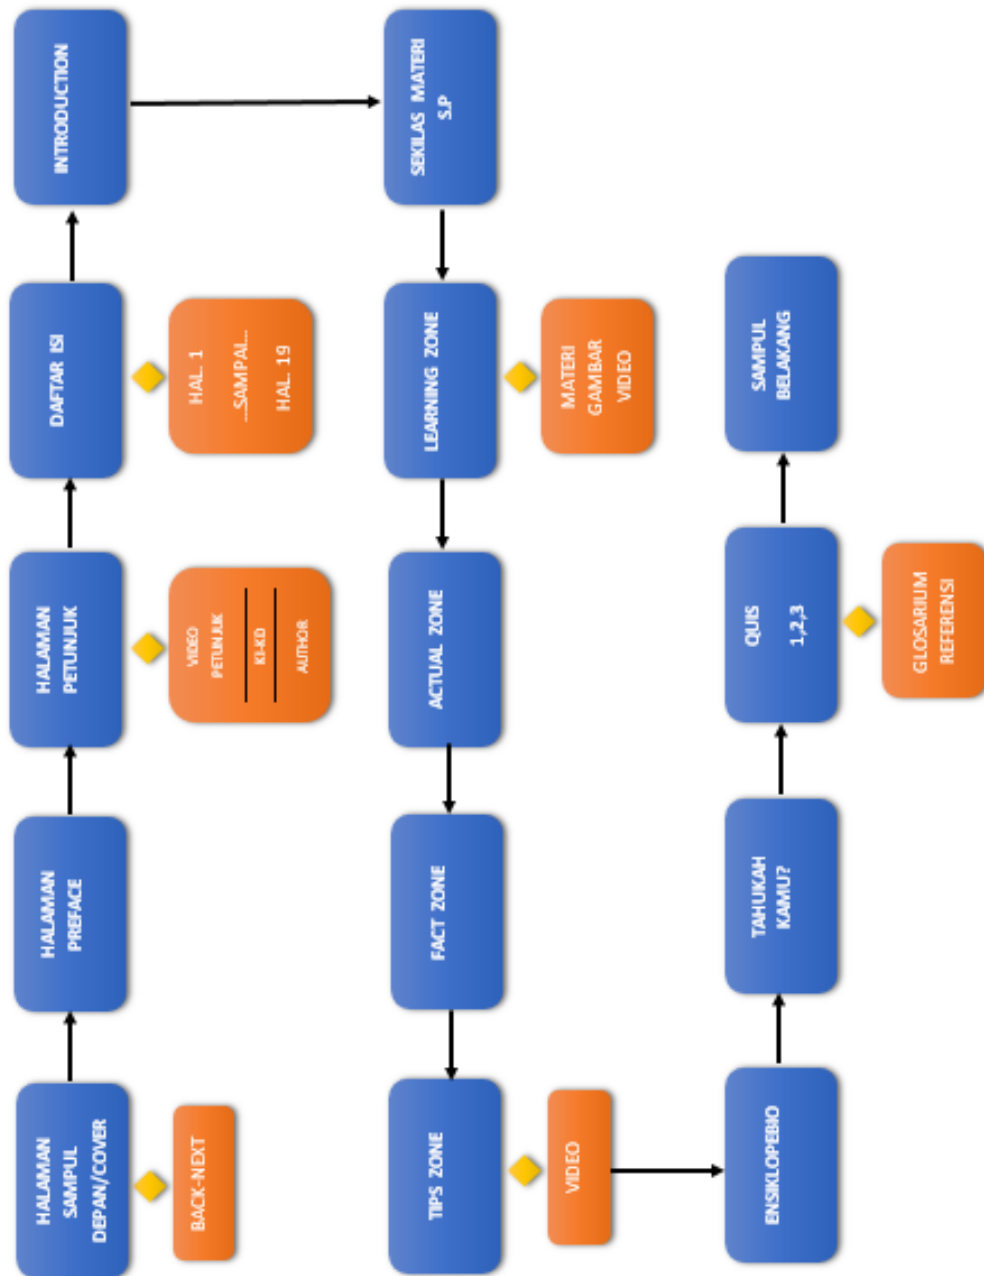 HALAMAN
SAMPUL
DEPAN/COVER
BACK-NEXT
HALAMAN
PREFACE
HALAMAN
PETUNJUK
VIDEO
PETUNJUK
KI-KD
AUTHOR
DAFTAR ISI
HAL. 1
...SAMPAI...
HAL. 19
INTRODUCTION
SEKILAS MATERI
S.P
LEARNING ZONE
MATERI
GAMBAR
VIDEO
ACTUAL ZONE
FACT ZONE
TIPS ZONE
VIDEO
ENSIKLOPEBIO
TAHUKAH
KAMU?
QUIS
1,2,3
GLOSARIUM
REFERENSI
SAMPUL
BELAKANG